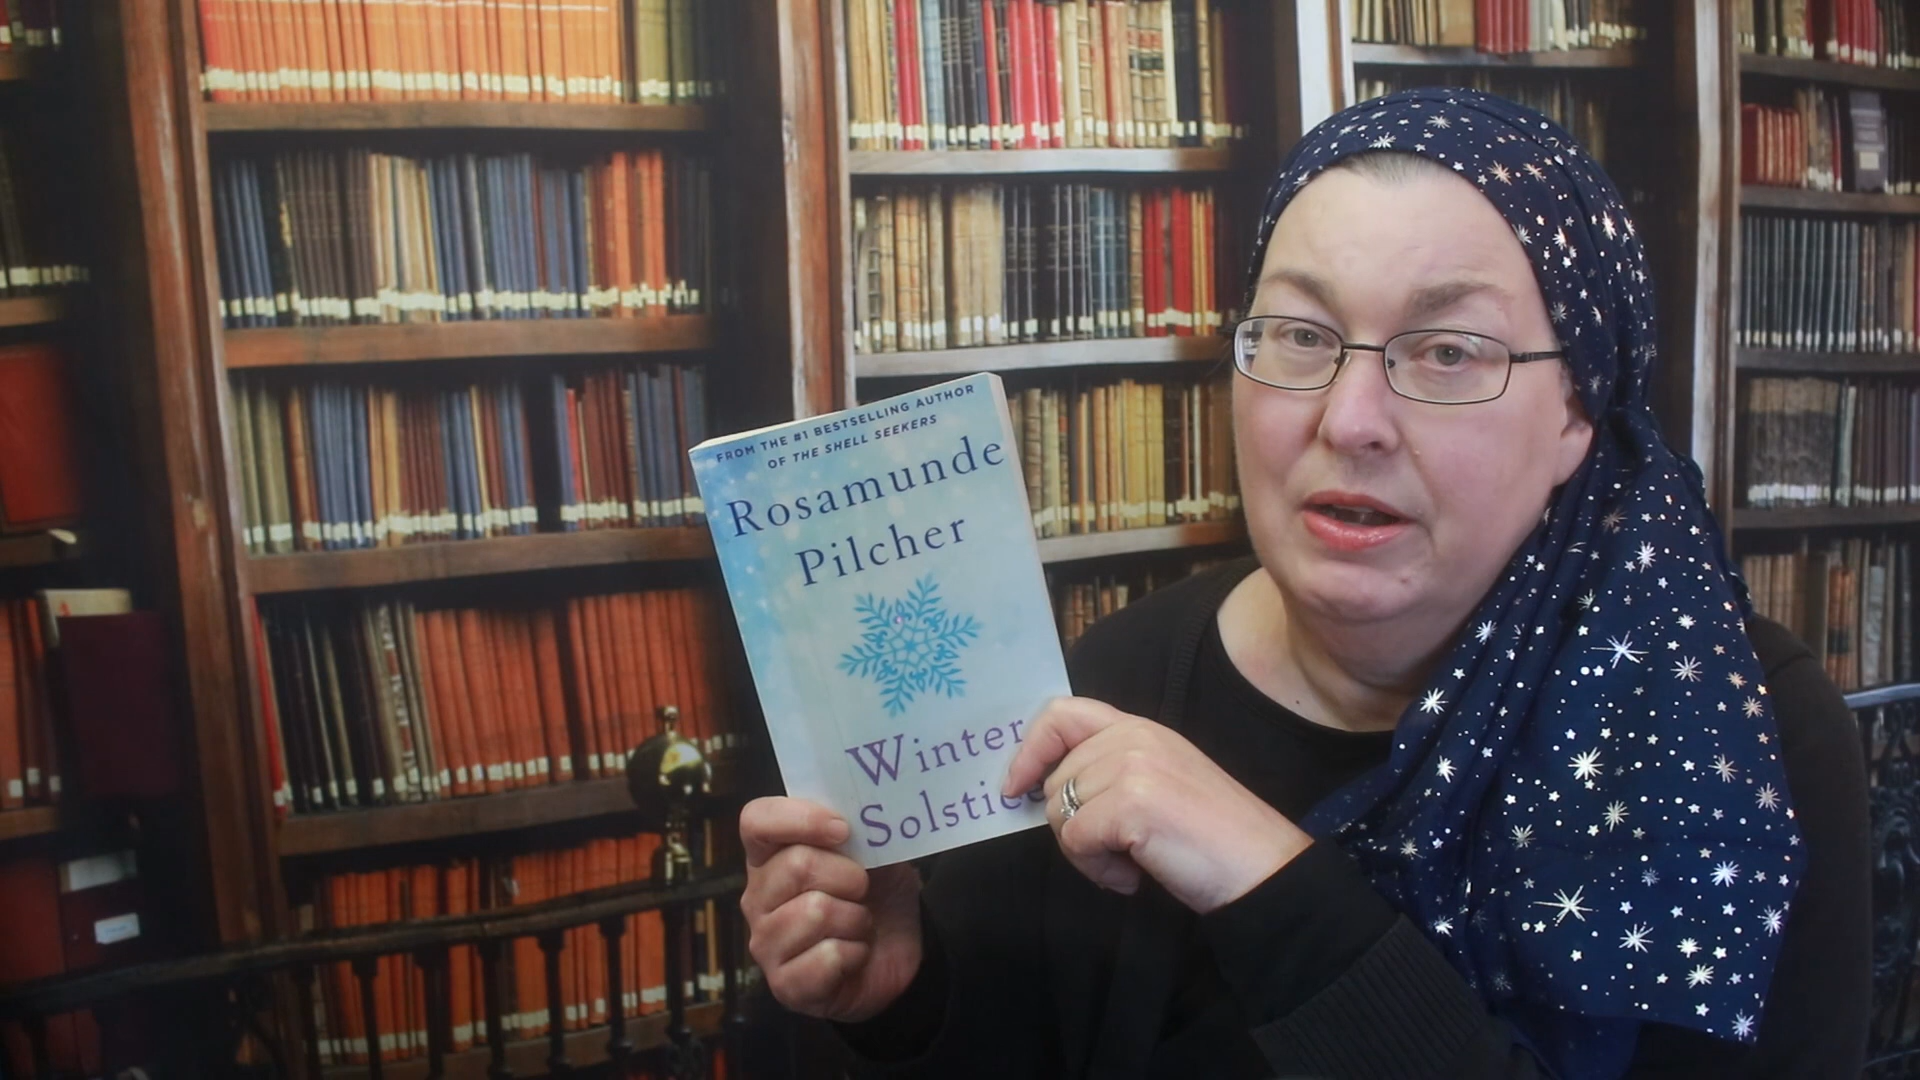 FROM THE #1 BESTSELLING AUTHOR
OF THE SHELL SEEKERS
Rosamunde
Pilcher
Winter
Solstice